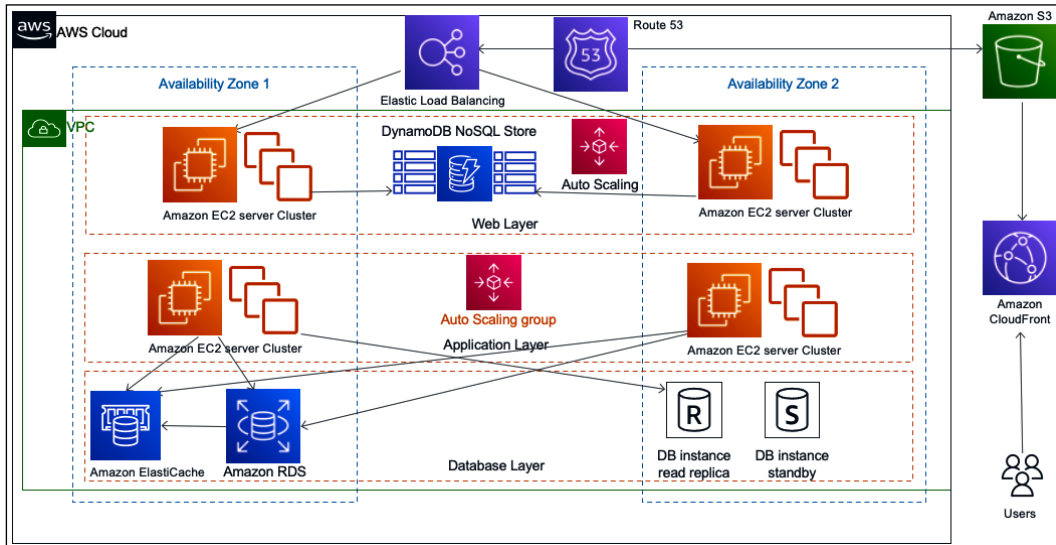 aws
AWS Cloud
Route 53
53
Amazon S3
Availability Zone 1
Elastic Load Balancing
Availability Zone 2
VPC
DynamoDB NoSQL Store
Auto Scaling
Amazon EC2 server Cluster
Amazon EC2 server Cluster
Web Layer
Auto Scaling group
Amazon EC2 server Cluster
Application Layer
Amazon EC2 server Cluster
Amazon
CloudFront
R
S
Amazon ElastiCache
Amazon RDS
Database Layer
DB instance
read replica
DB instance
standby
Users